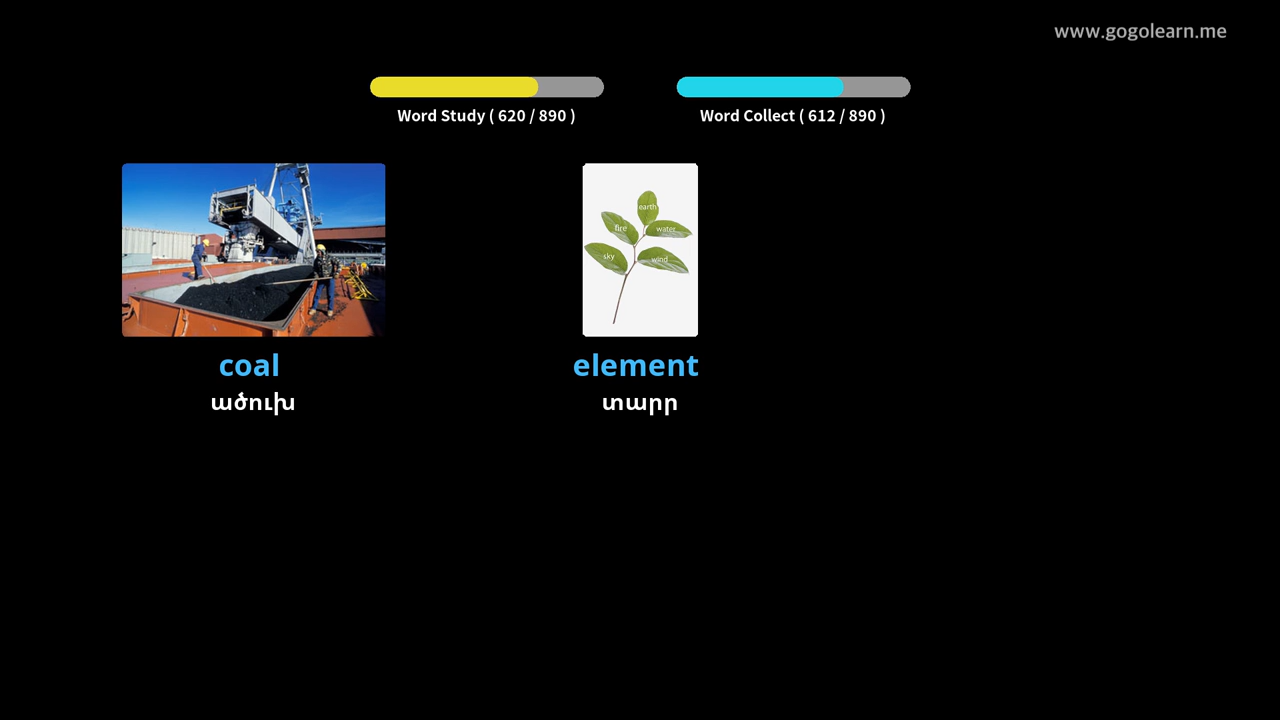 www.gogolearn.me
Word Study ( 620 / 890 )
Word Collect ( 612 / 890 )
earth
fire
water
sky
wind
coal
element
ածուխ
տարր